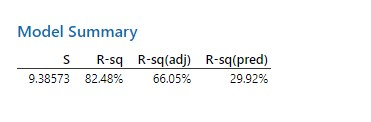 Model Summary
S R-sq R-sq(adj) R-sq(pred)
9.38573 82.48% 66.05% 29.92%